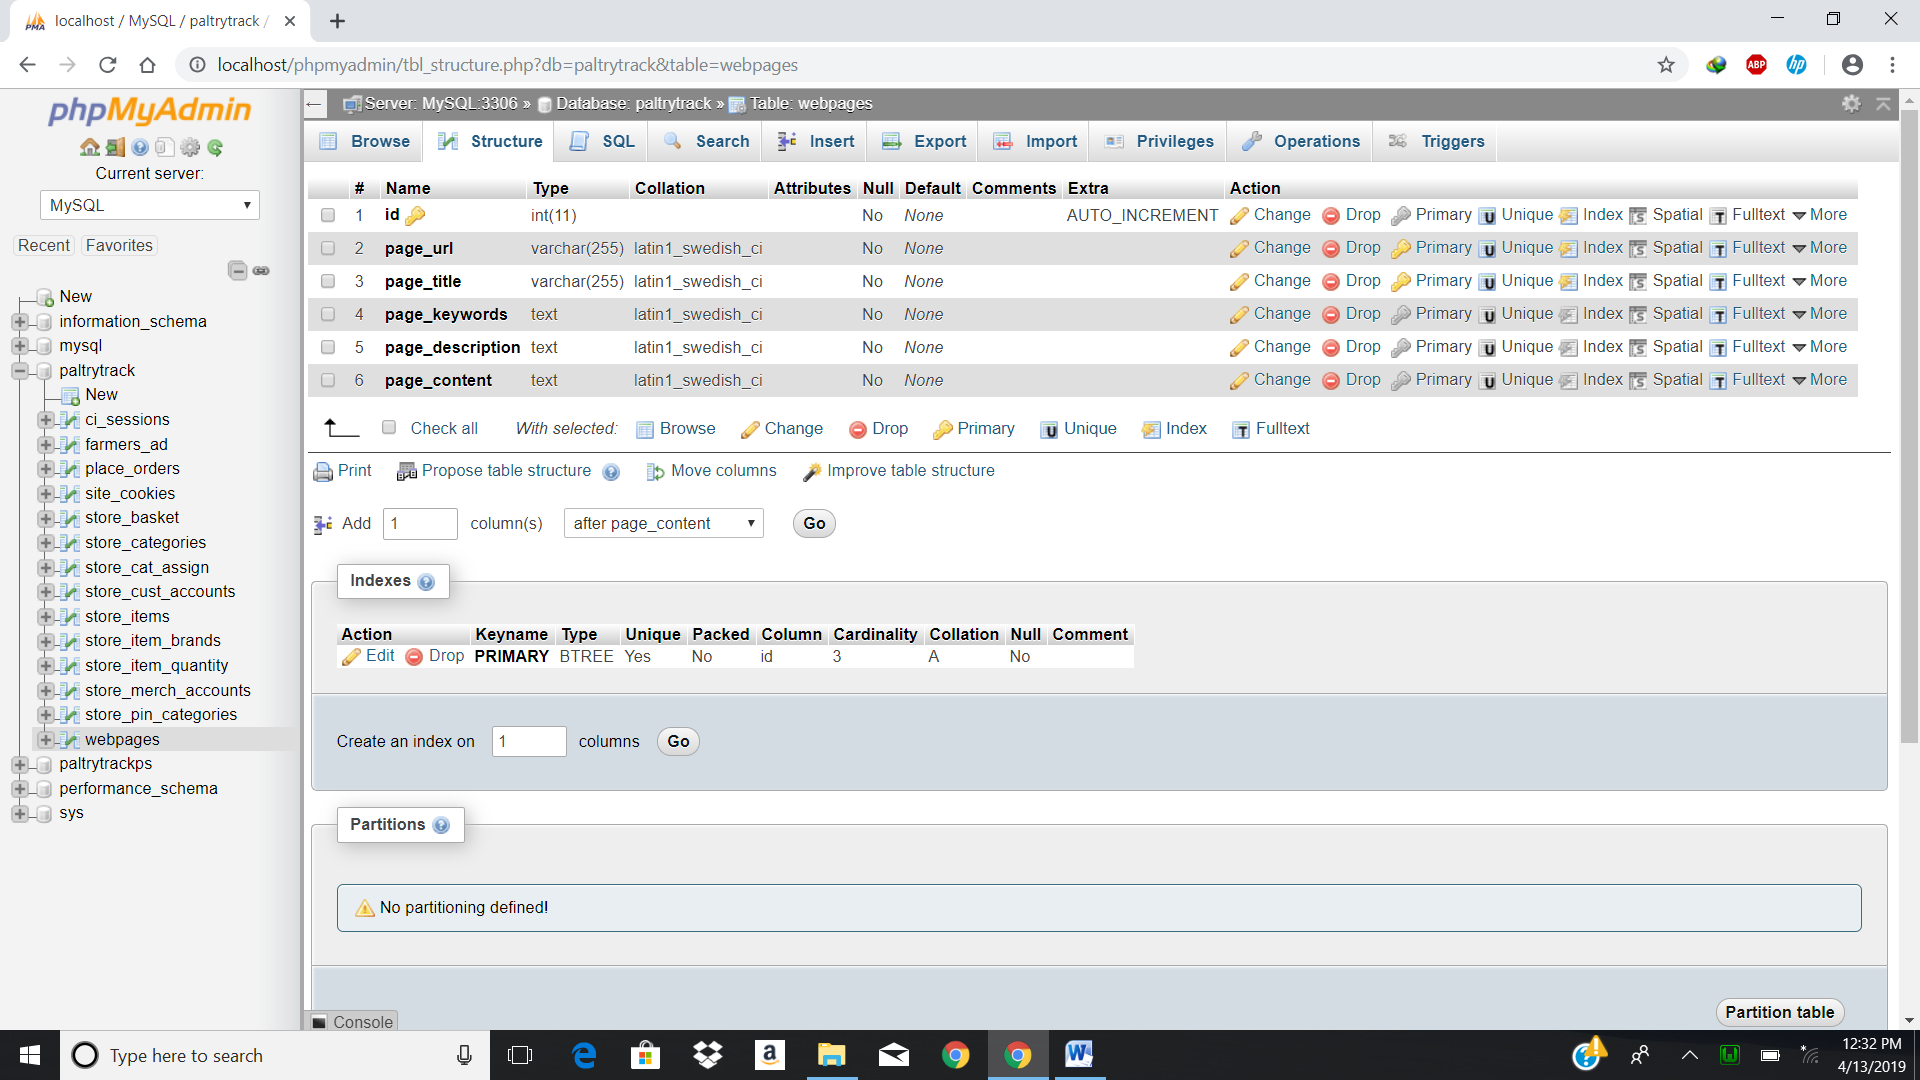 localhost / MySQL / paltrytrack /
localhost/phpmyadmin/tbl_structure.php?db=paltrytrack&table=webpages
ABP
hp
phpMyAdmin
Current server:
MySQL
Recent Favorites
New
information_schema
mysql
paltrytrack
New
ci_sessions
farmers_ad
place_orders
site_cookies
store_basket
store_categories
store_cat_assign
store_cust_accounts
store_items
store_item_brands
store_item_quantity
store_merch_accounts
store_pin_categories
webpages
paltrytrackps
performance_schema
sys
Server: MySQL:3306 » Database: paltrytrack » Table: webpages
Browse Structure SQL Search Insert Export Import Privileges Operations Triggers
# Name Type Collation Attributes Null Default Comments Extra Action
1 id int(11) No None AUTO_INCREMENT Change Drop Primary Unique Index Spatial Fulltext More
2 page_url varchar(255) latin1_swedish_ci No None Change Drop Primary Unique Index Spatial Fulltext More
3 page_title varchar(255) latin1_swedish_ci No None Change Drop Primary Unique Index Spatial Fulltext More
4 page_keywords text latin1_swedish_ci No None Change Drop Primary Unique Index Spatial Fulltext More
5 page_description text latin1_swedish_ci No None Change Drop Primary Unique Index Spatial Fulltext More
6 page_content text latin1_swedish_ci No None Change Drop Primary Unique Index Spatial Fulltext More
Check all With selected: Browse Change Drop Primary Unique Index Fulltext
Print Propose table structure Move columns Improve table structure
Add 1 column(s) after page_content Go
Indexes
Action Keyname Type Unique Packed Column Cardinality Collation Null Comment
Edit Drop PRIMARY BTREE Yes No id 3 A No
Create an index on 1 columns Go
Partitions
No partitioning defined!
Partition table
Console
Type here to search
12:32 PM
4/13/2019